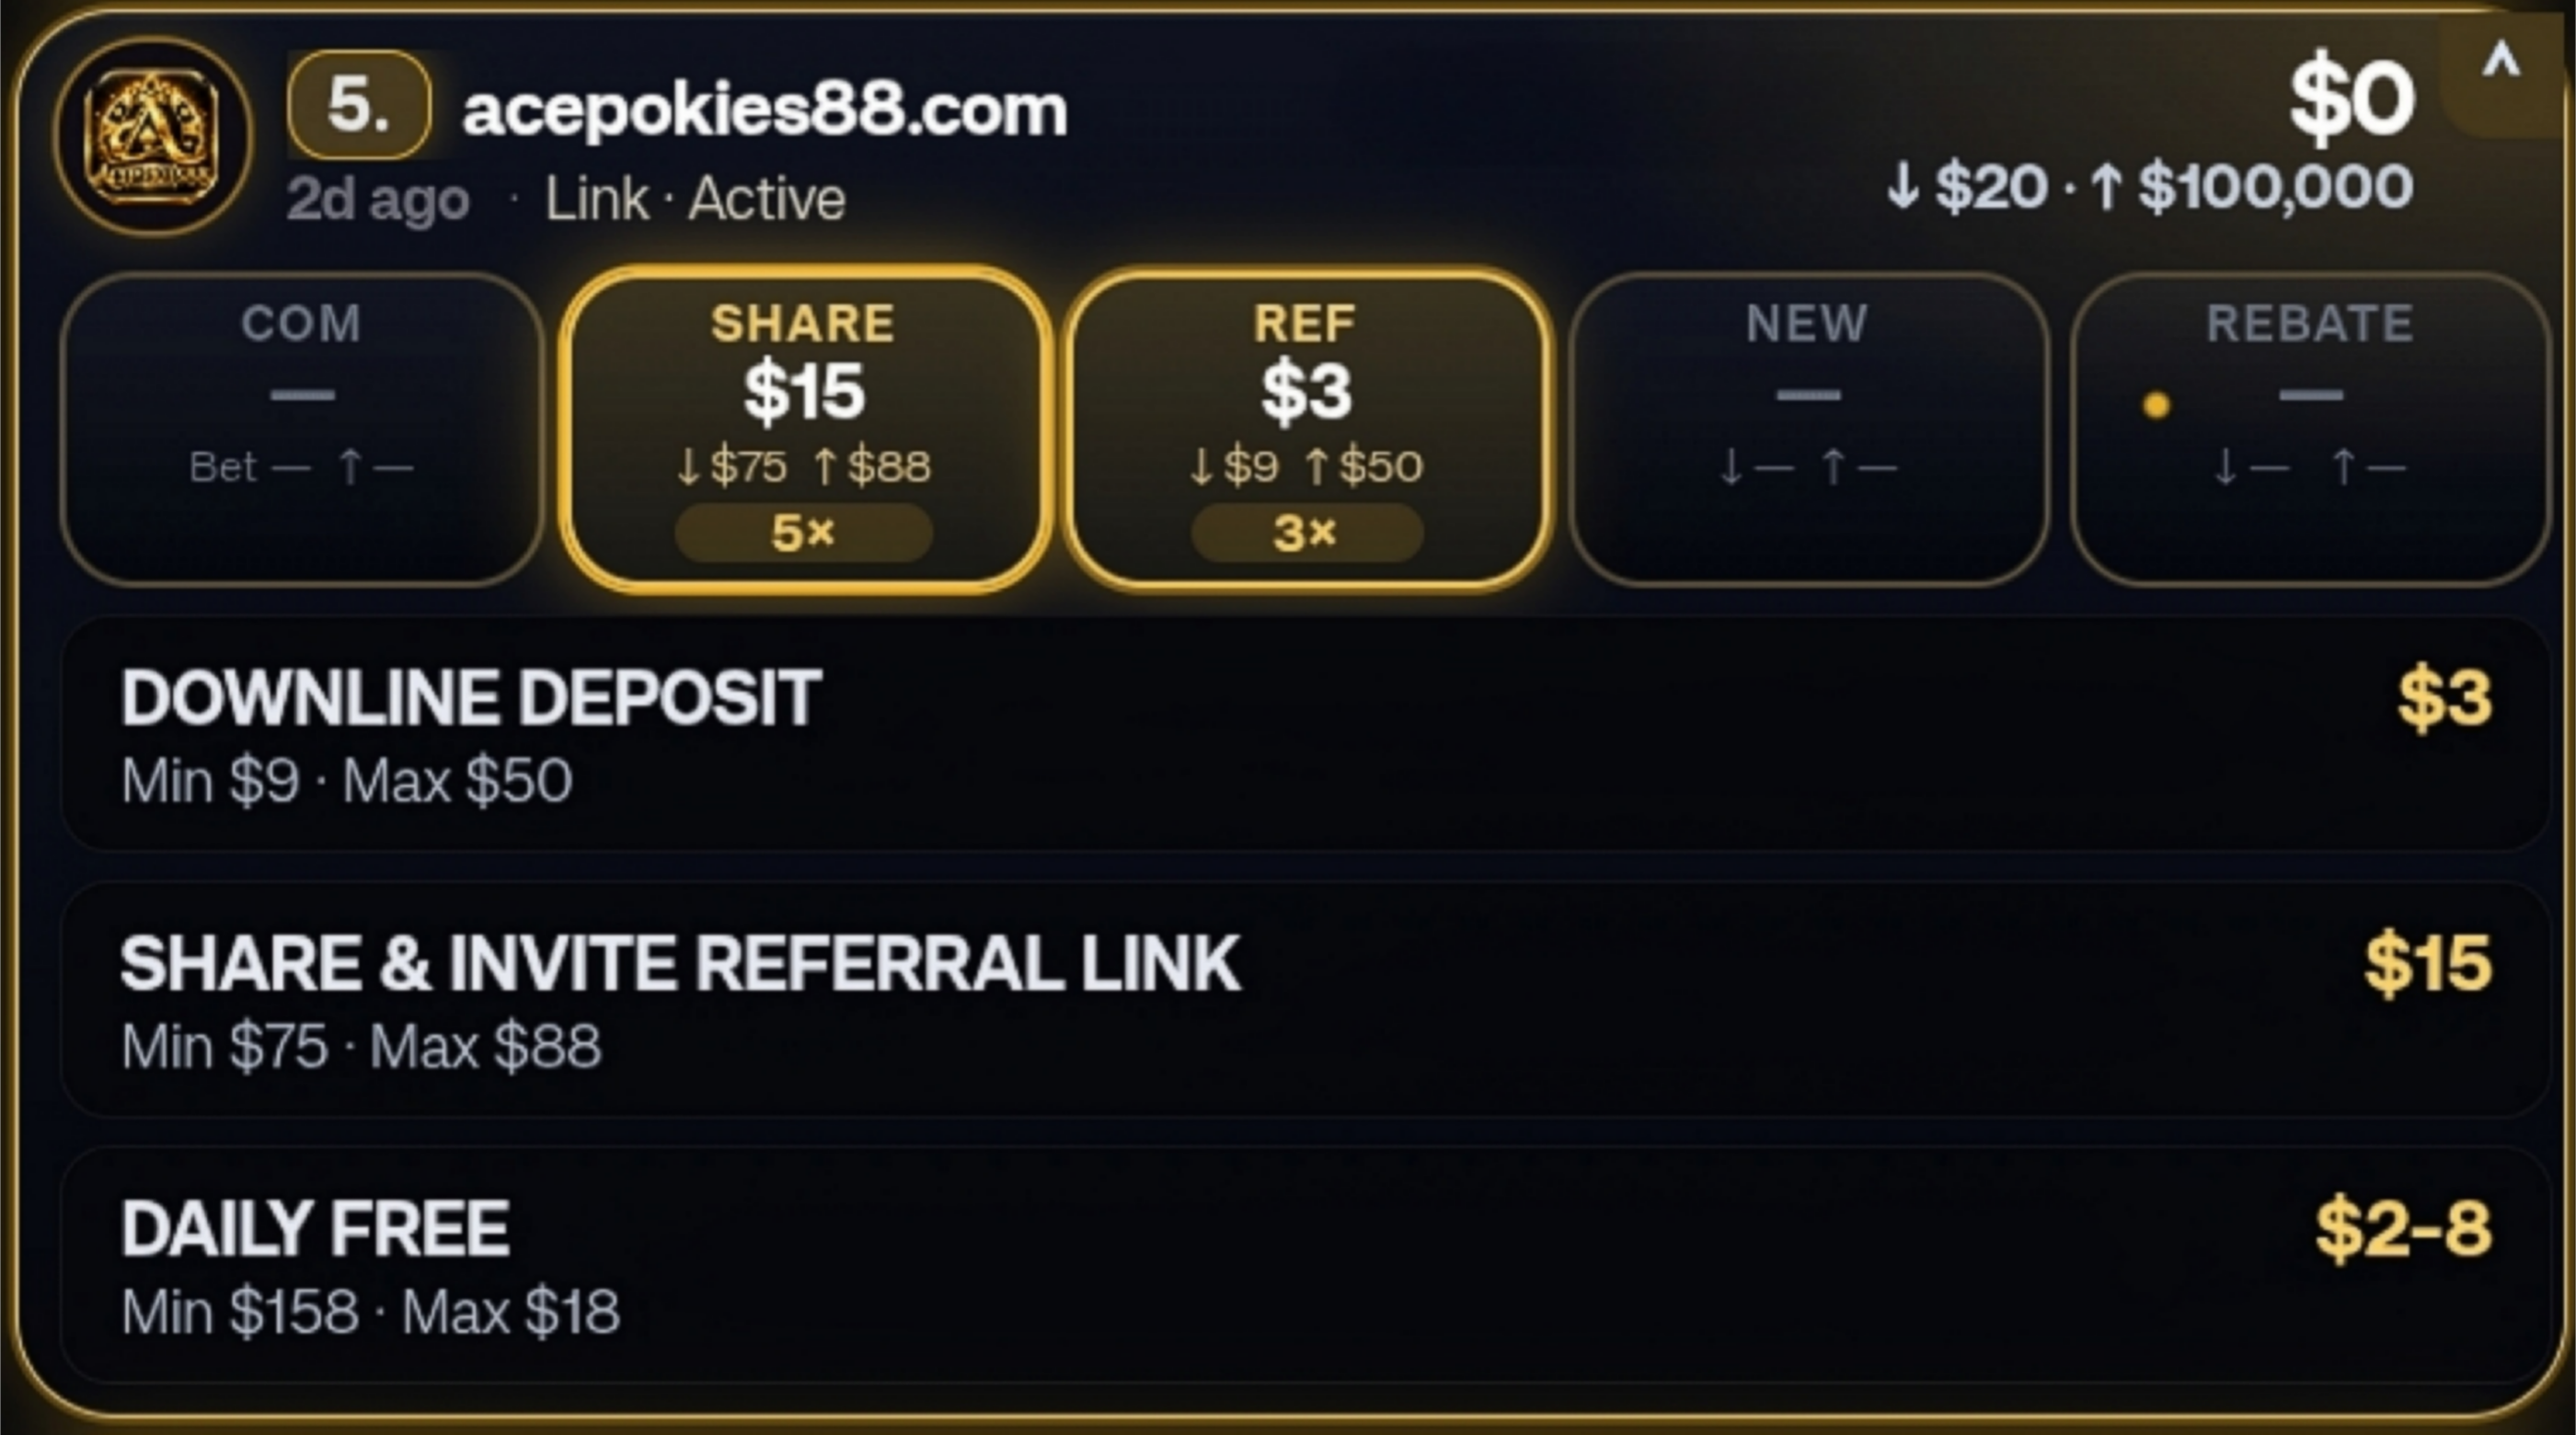 5. acepokies88.com
$0
^
2d ago · Link · Active
↓ $20 · ↑ $100,000
COM
—
Bet — ↑ —
SHARE
$15
↓ $75 ↑ $88
5×
REF
$3
↓ $9 ↑ $50
3×
NEW
—
↓ — ↑ —
REBATE
—
↓ — ↑ —
DOWNLINE DEPOSIT
$3
Min $9 · Max $50
SHARE & INVITE REFERRAL LINK
$15
Min $75 · Max $88
DAILY FREE
$2-8
Min $158 · Max $18